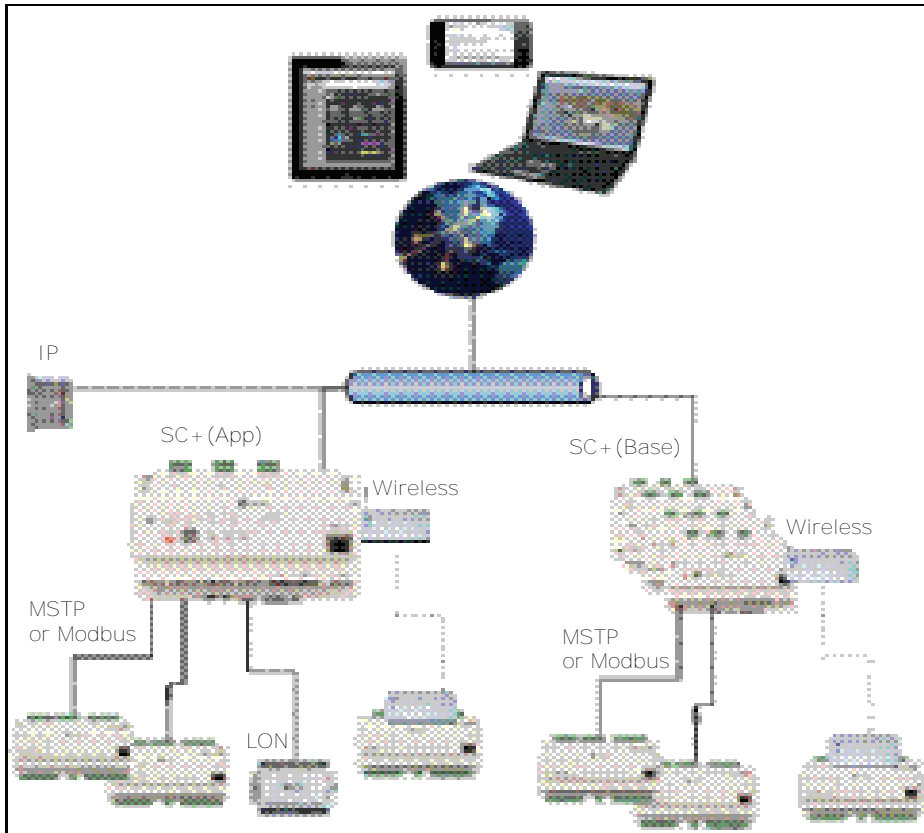 IP
SC+(App)
SC+(Base)
Wireless
Wireless
MSTP
or Modbus
MSTP
or Modbus
LON